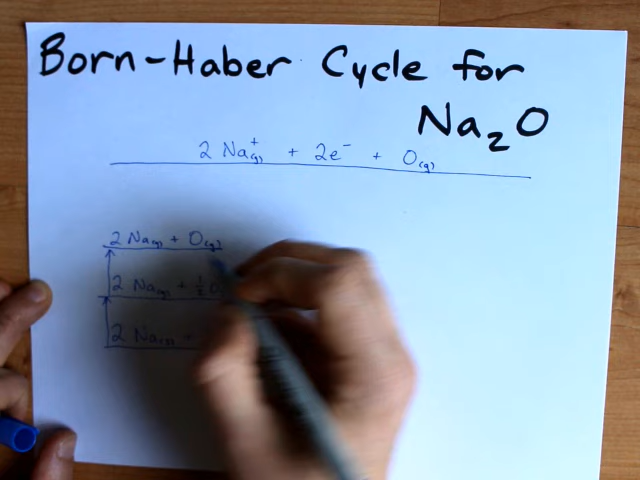 Born-Haber Cycle for
Na₂O
2 Na⁺(g) + 2e⁻ + O(g)
2 Na(g) + O(g)
2 Na(g) + ½ O
2 Na(s) +